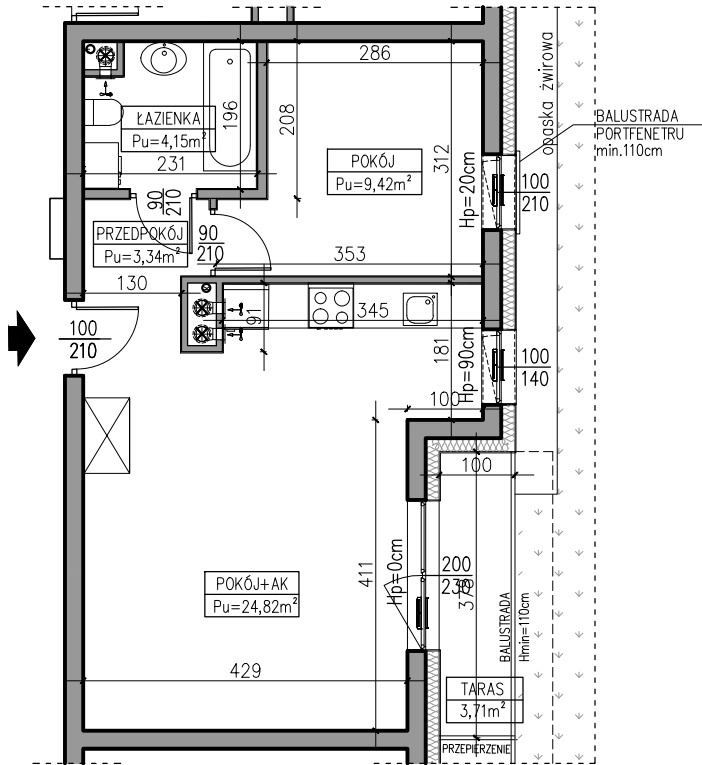 286
opaska żwirowa
BALUSTRADA
PORTFENETRU
min.110cm
ŁAZIENKA
Pu=4,15m²
196
208
231
POKÓJ
Pu=9,42m²
312
Hp=20cm
100
210
90
210
PRZEDPOKÓJ
Pu=3,34m²
90
210
353
130
91
345
181
100
210
Hp=90cm
100
140
100
100
411
Hp=0cm
200
230
378
POKÓJ+AK
Pu=24,82m²
BALUSTRADA
Hmin=110cm
429
TARAS
3,71m²
PRZEPIERZENIE